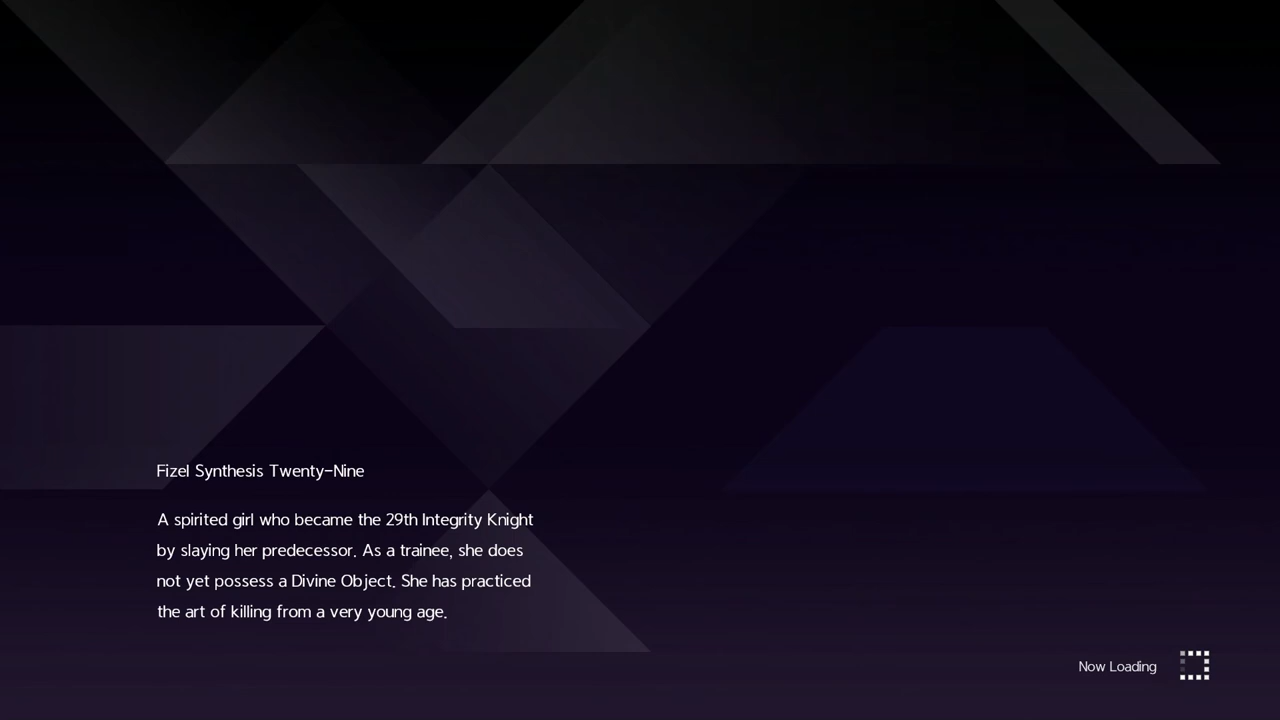 Fizel Synthesis Twenty-Nine
A spirited girl who became the 29th Integrity Knight
by slaying her predecessor. As a trainee, she does
not yet possess a Divine Object. She has practiced
the art of killing from a very young age.
Now Loading